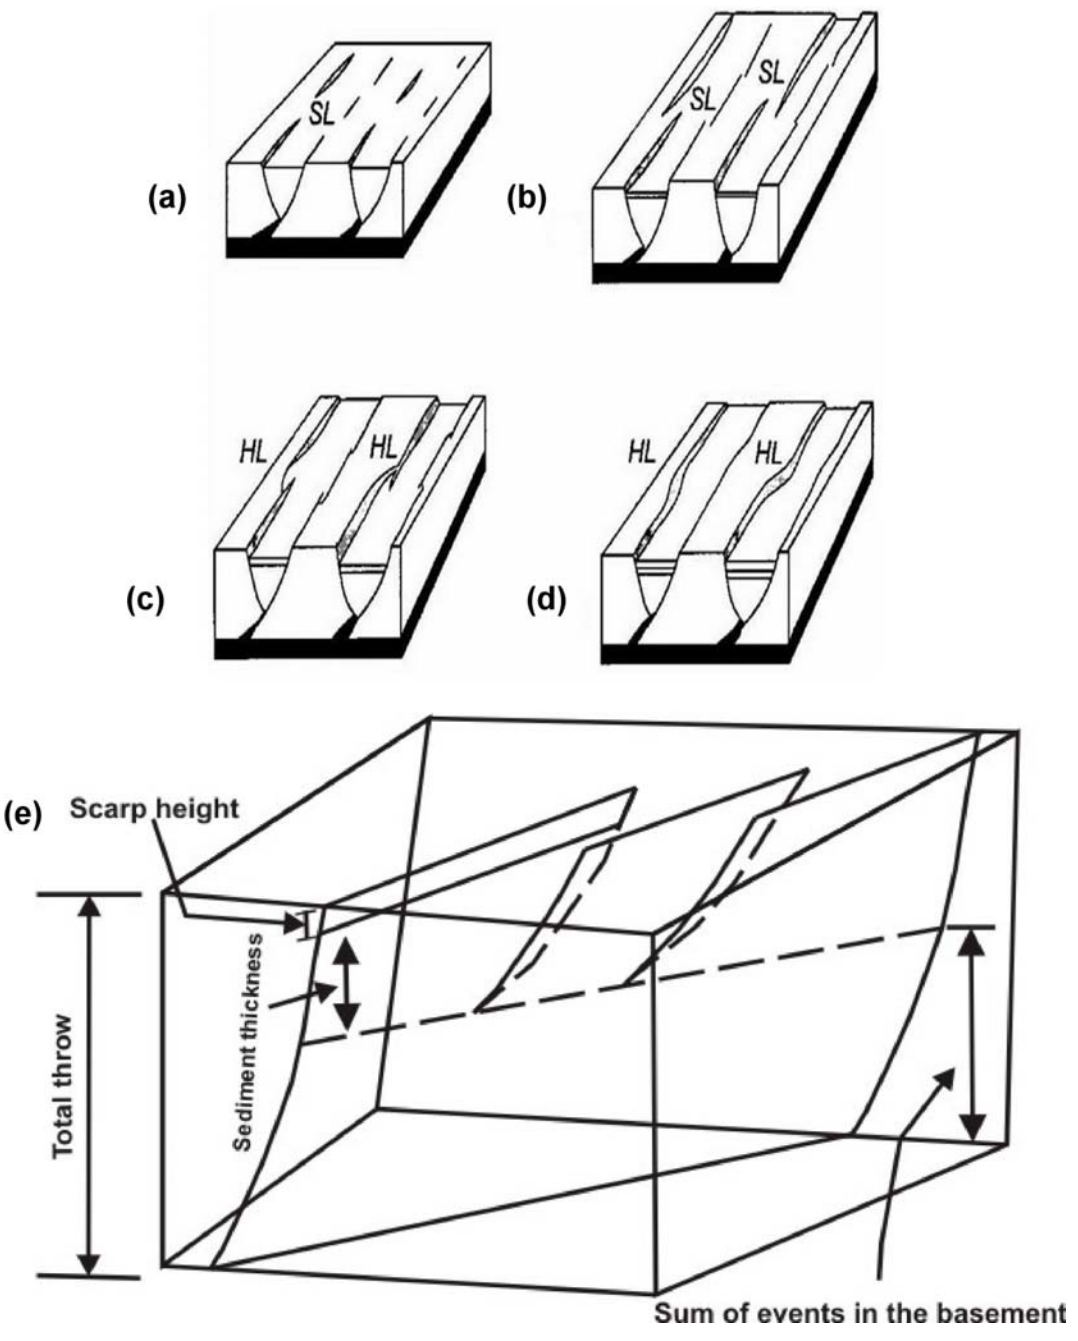 SL
SL
SL
(a)
(b)
HL
HL
HL
HL
(c)
(d)
(e)
Scarp height
Sediment thickness
Total throw
Sum of events in the basement